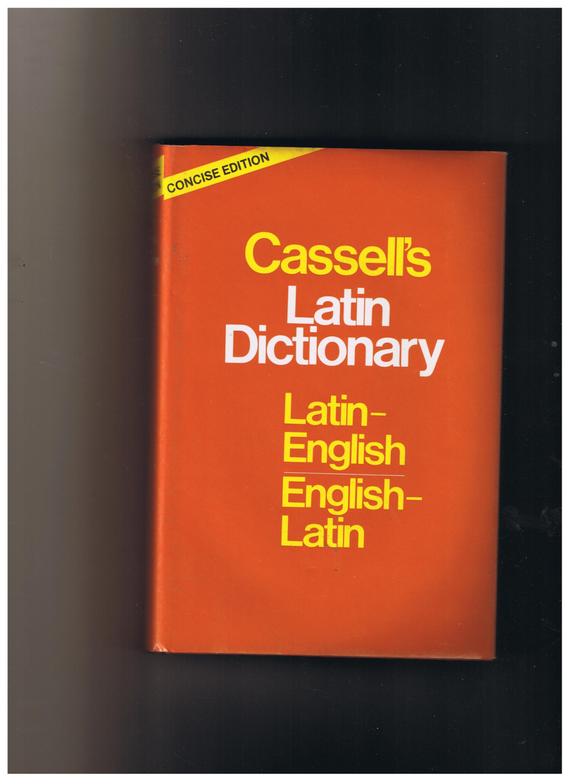 CONCISE EDITION
Cassell's
Latin
Dictionary
Latin–
English
English–
Latin